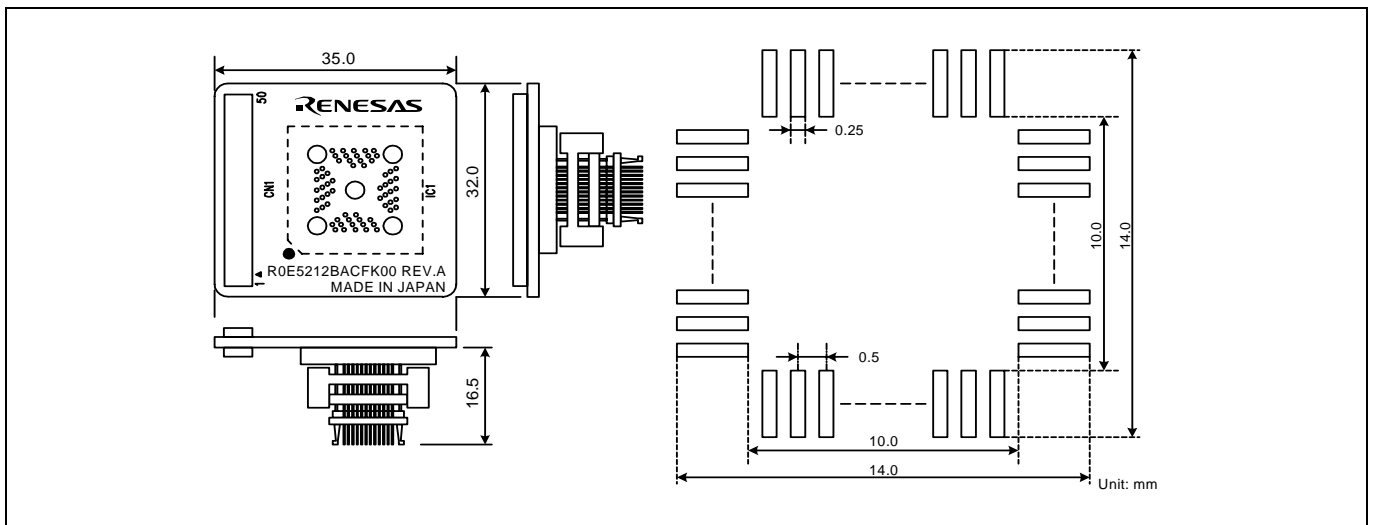 35.0
50
RENESAS
CN1
IC1
32.0
1
R0E5212BACFK00 REV.A
MADE IN JAPAN
16.5
0.25
10.0
14.0
0.5
10.0
14.0
Unit: mm